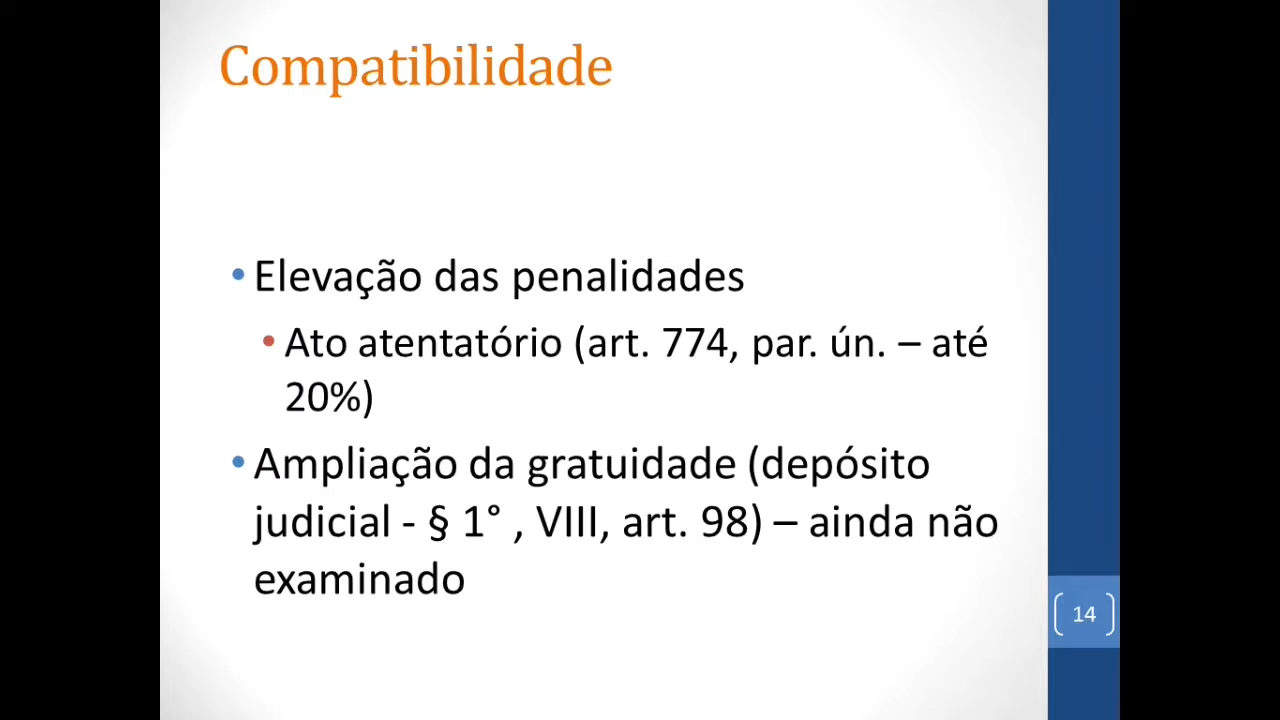 Compatibilidade
• Elevação das penalidades
• Ato atentatório (art. 774, par. ún. – até
20%)
• Ampliação da gratuidade (depósito
judicial - § 1° , VIII, art. 98) – ainda não
examinado
14